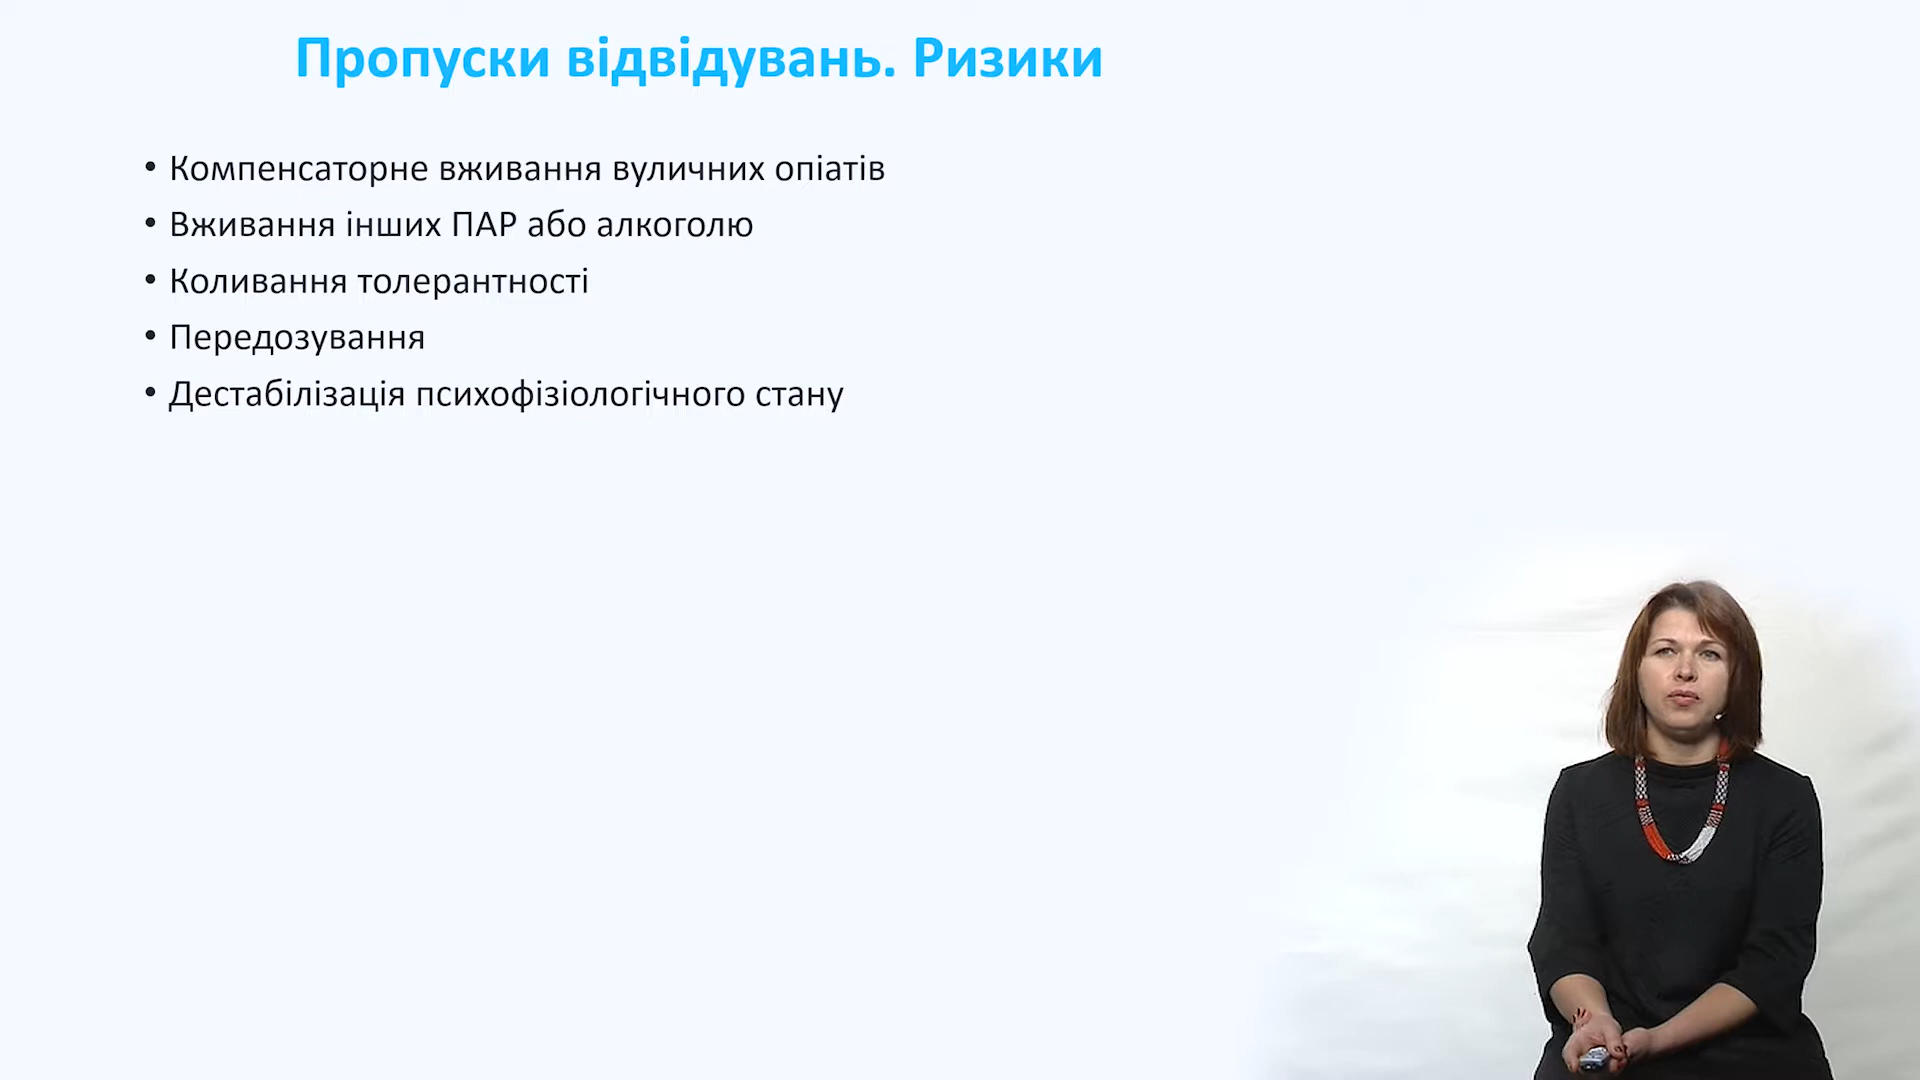 Пропуски відвідувань. Ризики
• Компенсаторне вживання вуличних опіатів
• Вживання інших ПАР або алкоголю
• Коливання толерантності
• Передозування
• Дестабілізація психофізіологічного стану